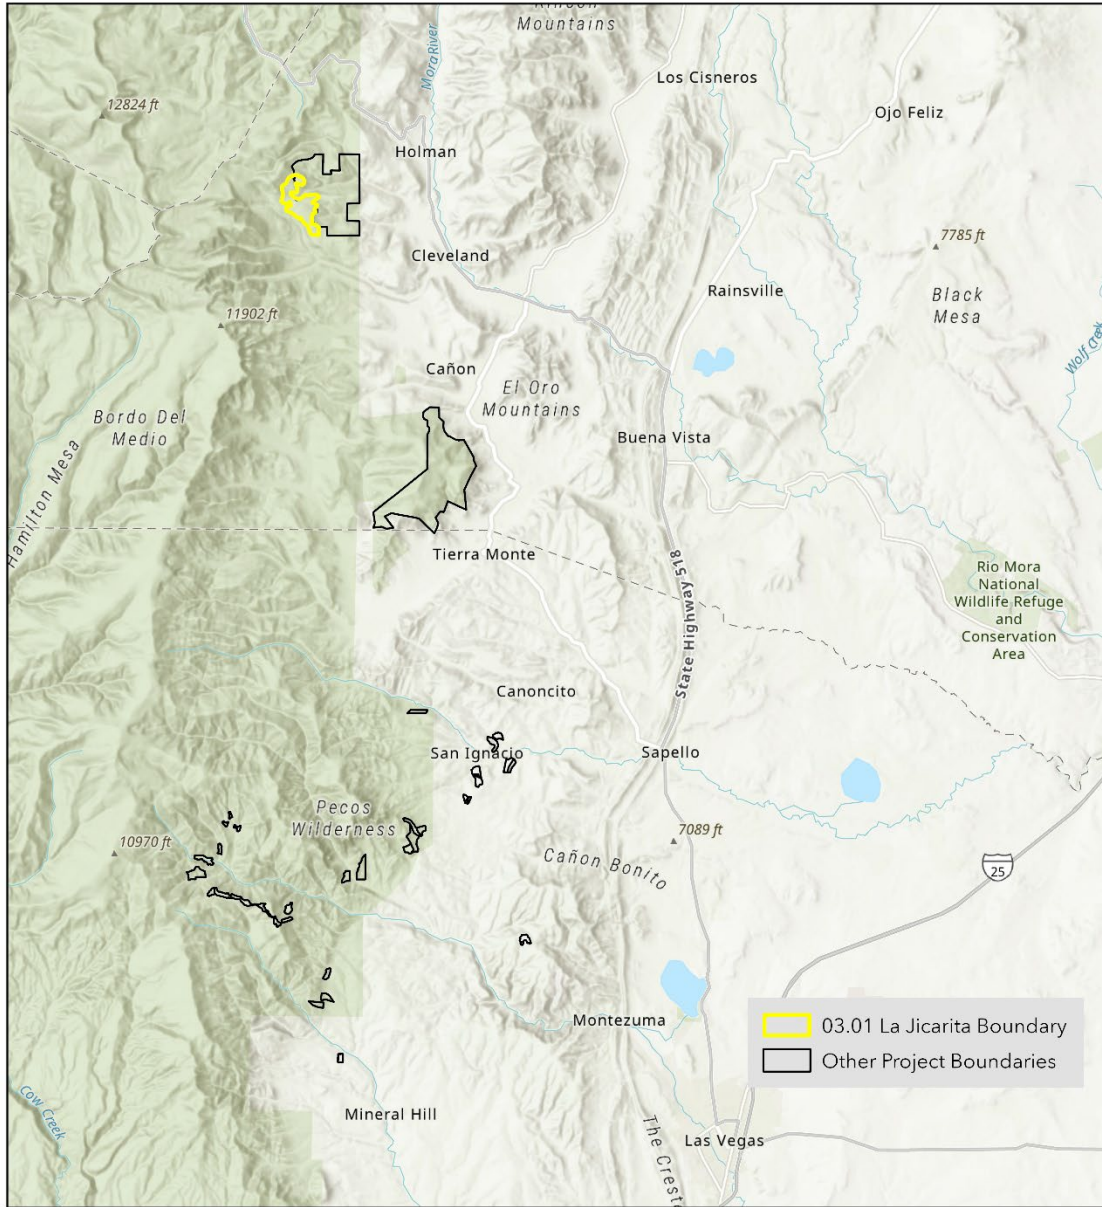 Mountains
Mora River
Los Cisneros
12824 ft
Ojo Feliz
Holman
7785 ft
Cleveland
Rainsville
Black
Mesa
11902 ft
Wolf Creek
Cañon
El Oro
Mountains
Bordo Del
Medio
Buena Vista
Hamilton Mesa
Tierra Monte
State Highway 518
Rio Mora
National
Wildlife Refuge
and
Conservation
Area
Canoncito
San Ignacio
Sapello
Pecos
Wilderness
10970 ft
7089 ft
Cañon Bonito
25
Montezuma
03.01 La Jicarita Boundary
Other Project Boundaries
Cow Creek
Mineral Hill
Las Vegas
The Creste